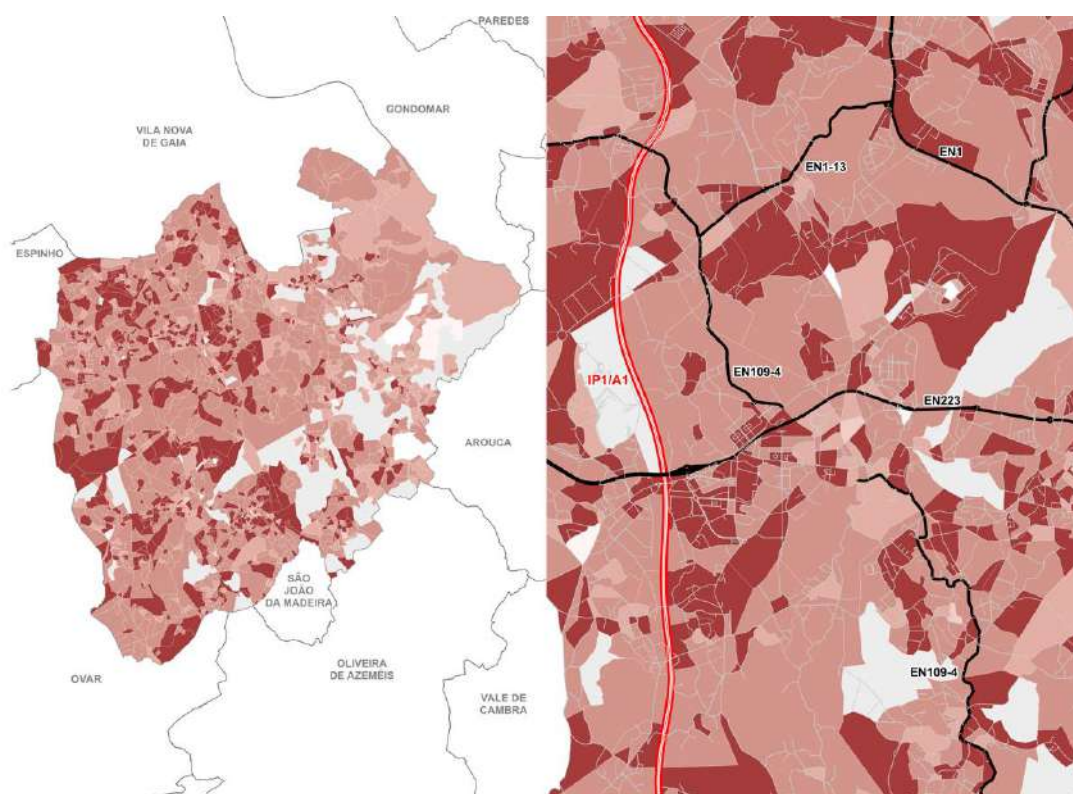 PAREDES
GONDOMAR
VILA NOVA
DE GAIA
ESPINHO
AROUCA
SÃO
JOÃO
DA MADEIRA
OVAR
OLIVEIRA
DE AZEMÉIS
VALE DE
CAMBRA
EN1
EN1-13
IP1/A1
EN109-4
EN223
EN109-4